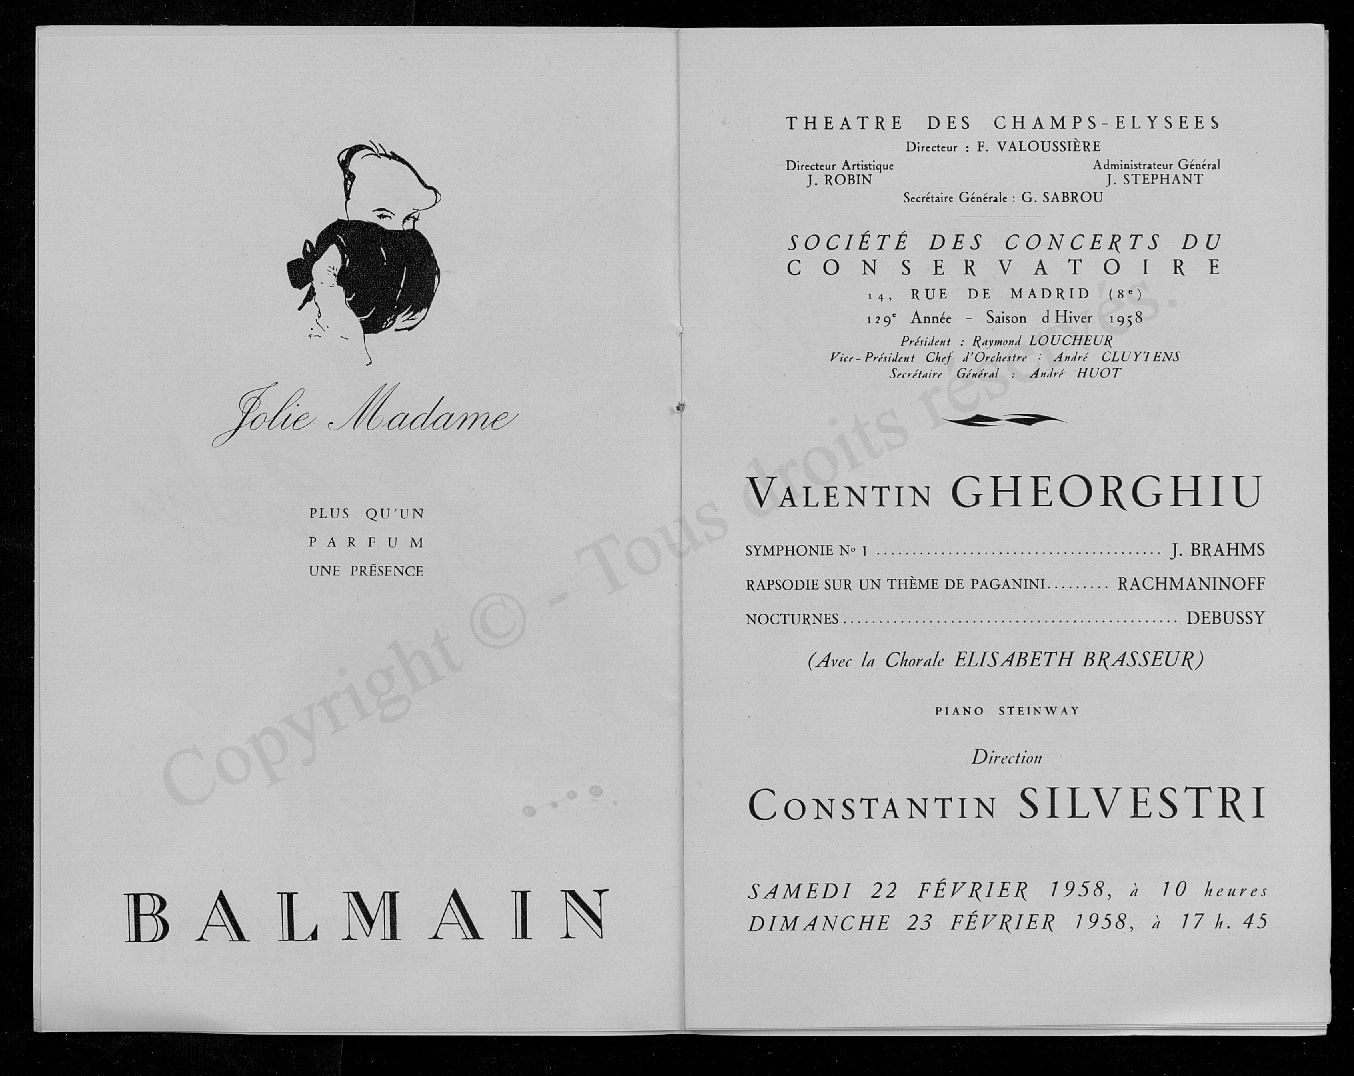 Jolie Madame
PLUS QU'UN
PARFUM
UNE PRÉSENCE
BALMAIN
THEATRE DES CHAMPS-ELYSEES
Directeur : F. VALOUSSIÈRE
Directeur Artistique
J. ROBIN
Administrateur Général
J. STEPHANT
Secrétaire Générale : G. SABROU
SOCIÉTÉ DES CONCERTS DU
CONSERVATOIRE
14, RUE DE MADRID (8e)
129e Année - Saison d Hiver 1958
Président : Raymond LOUCHEUR
Vice-Président Chef d'Orchestre : André CLUYTENS
Secrétaire Général : André HUOT
VALENTIN GHEORGHIU
SYMPHONIE No 1 ........................................ J. BRAHMS
RAPSODIE SUR UN THÈME DE PAGANINI......... RACHMANINOFF
NOCTURNES............................................... DEBUSSY
(Avec la Chorale ELISABETH BRASSEUR)
PIANO STEINWAY
Direction
CONSTANTIN SILVESTRI
SAMEDI 22 FÉVRIER 1958, à 10 heures
DIMANCHE 23 FÉVRIER 1958, à 17 h. 45
Copyright © - Tous droits réservés.